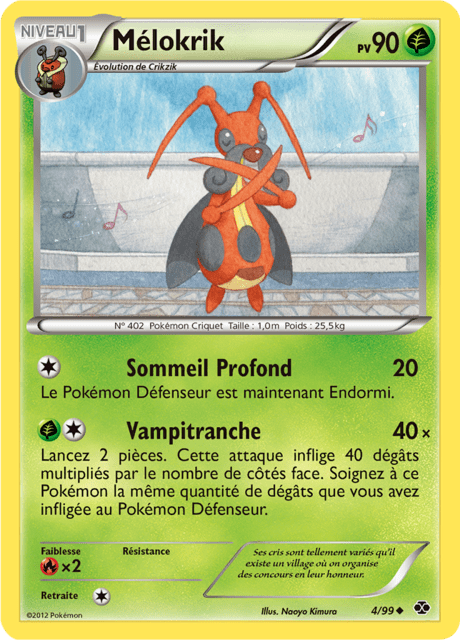 NIVEAU 1
Mélokrik
PV 90
Évolution de Crikzik
N° 402 Pokémon Criquet Taille : 1,0m Poids : 25,5kg
Sommeil Profond 20
Le Pokémon Défenseur est maintenant Endormi.
Vampitranche 40×
Lancez 2 pièces. Cette attaque inflige 40 dégâts
multipliés par le nombre de côtés face. Soignez à ce
Pokémon la même quantité de dégâts que vous avez
infligée au Pokémon Défenseur.
Faiblesse
×2
Résistance
Retraite
Ses cris sont tellement variés qu'il
existe un village où on organise
des concours en leur honneur.
©2012 Pokémon
Illus. Naoyo Kimura
4/99